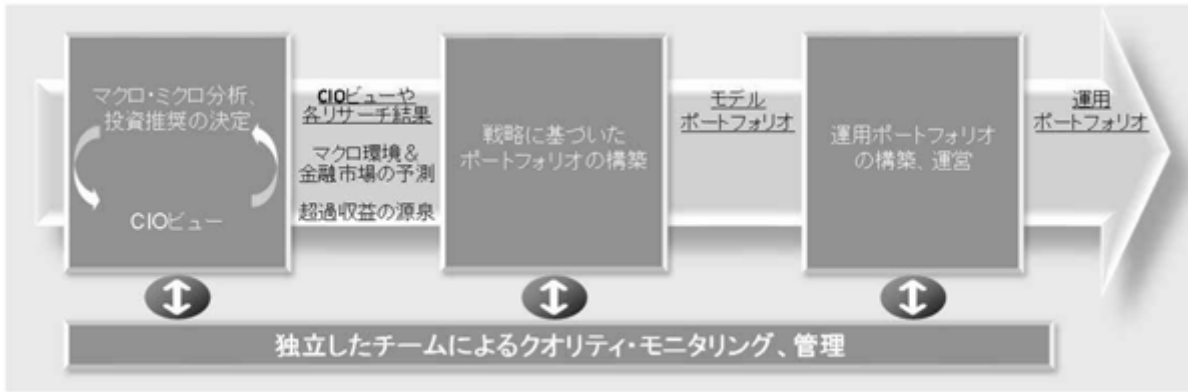 マクロ・ミクロ分析、
投資推奨の決定
CIOビュー
CIOビューや
各リサーチ結果
マクロ環境＆
金融市場の予測
超過収益の源泉
戦略に基づいた
ポートフォリオの構築
モデル
ポートフォリオ
運用ポートフォリオ
の構築、運営
運用
ポートフォリオ
独立したチームによるクオリティ・モニタリング、管理